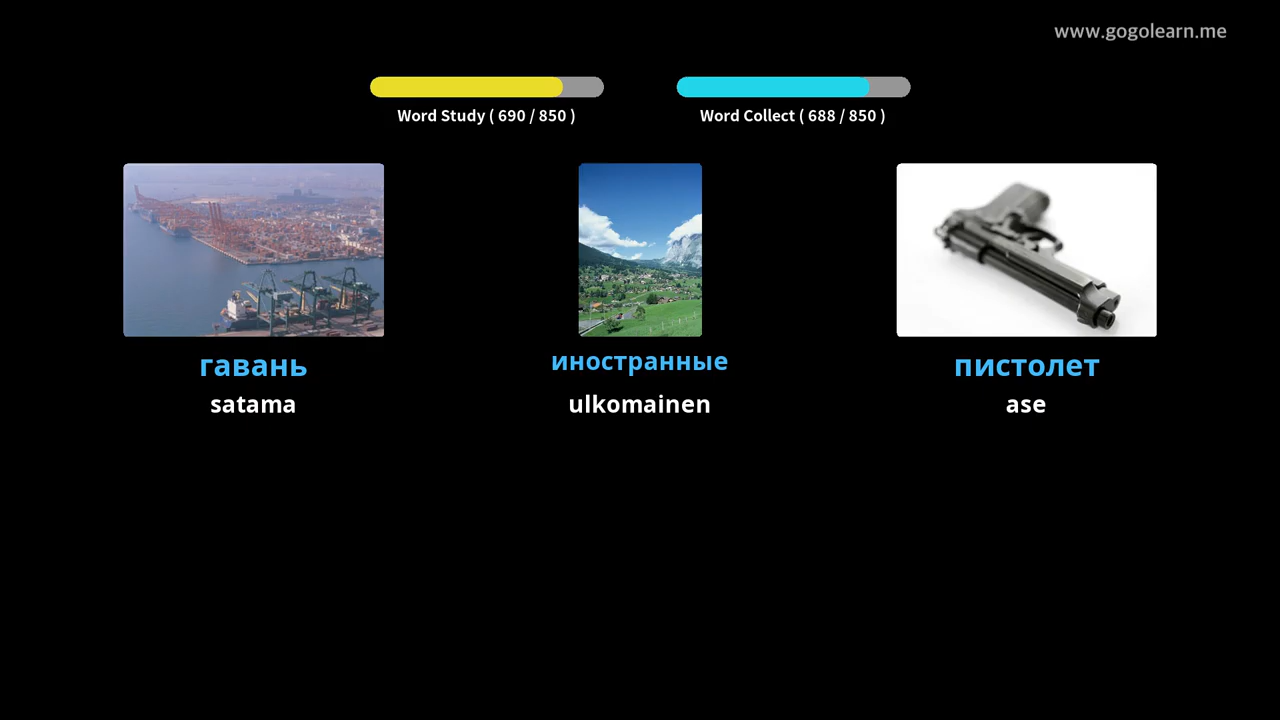 www.gogolearn.me
Word Study ( 690 / 850 )
Word Collect ( 688 / 850 )
гавань
satama
иностранные
ulkomainen
пистолет
ase